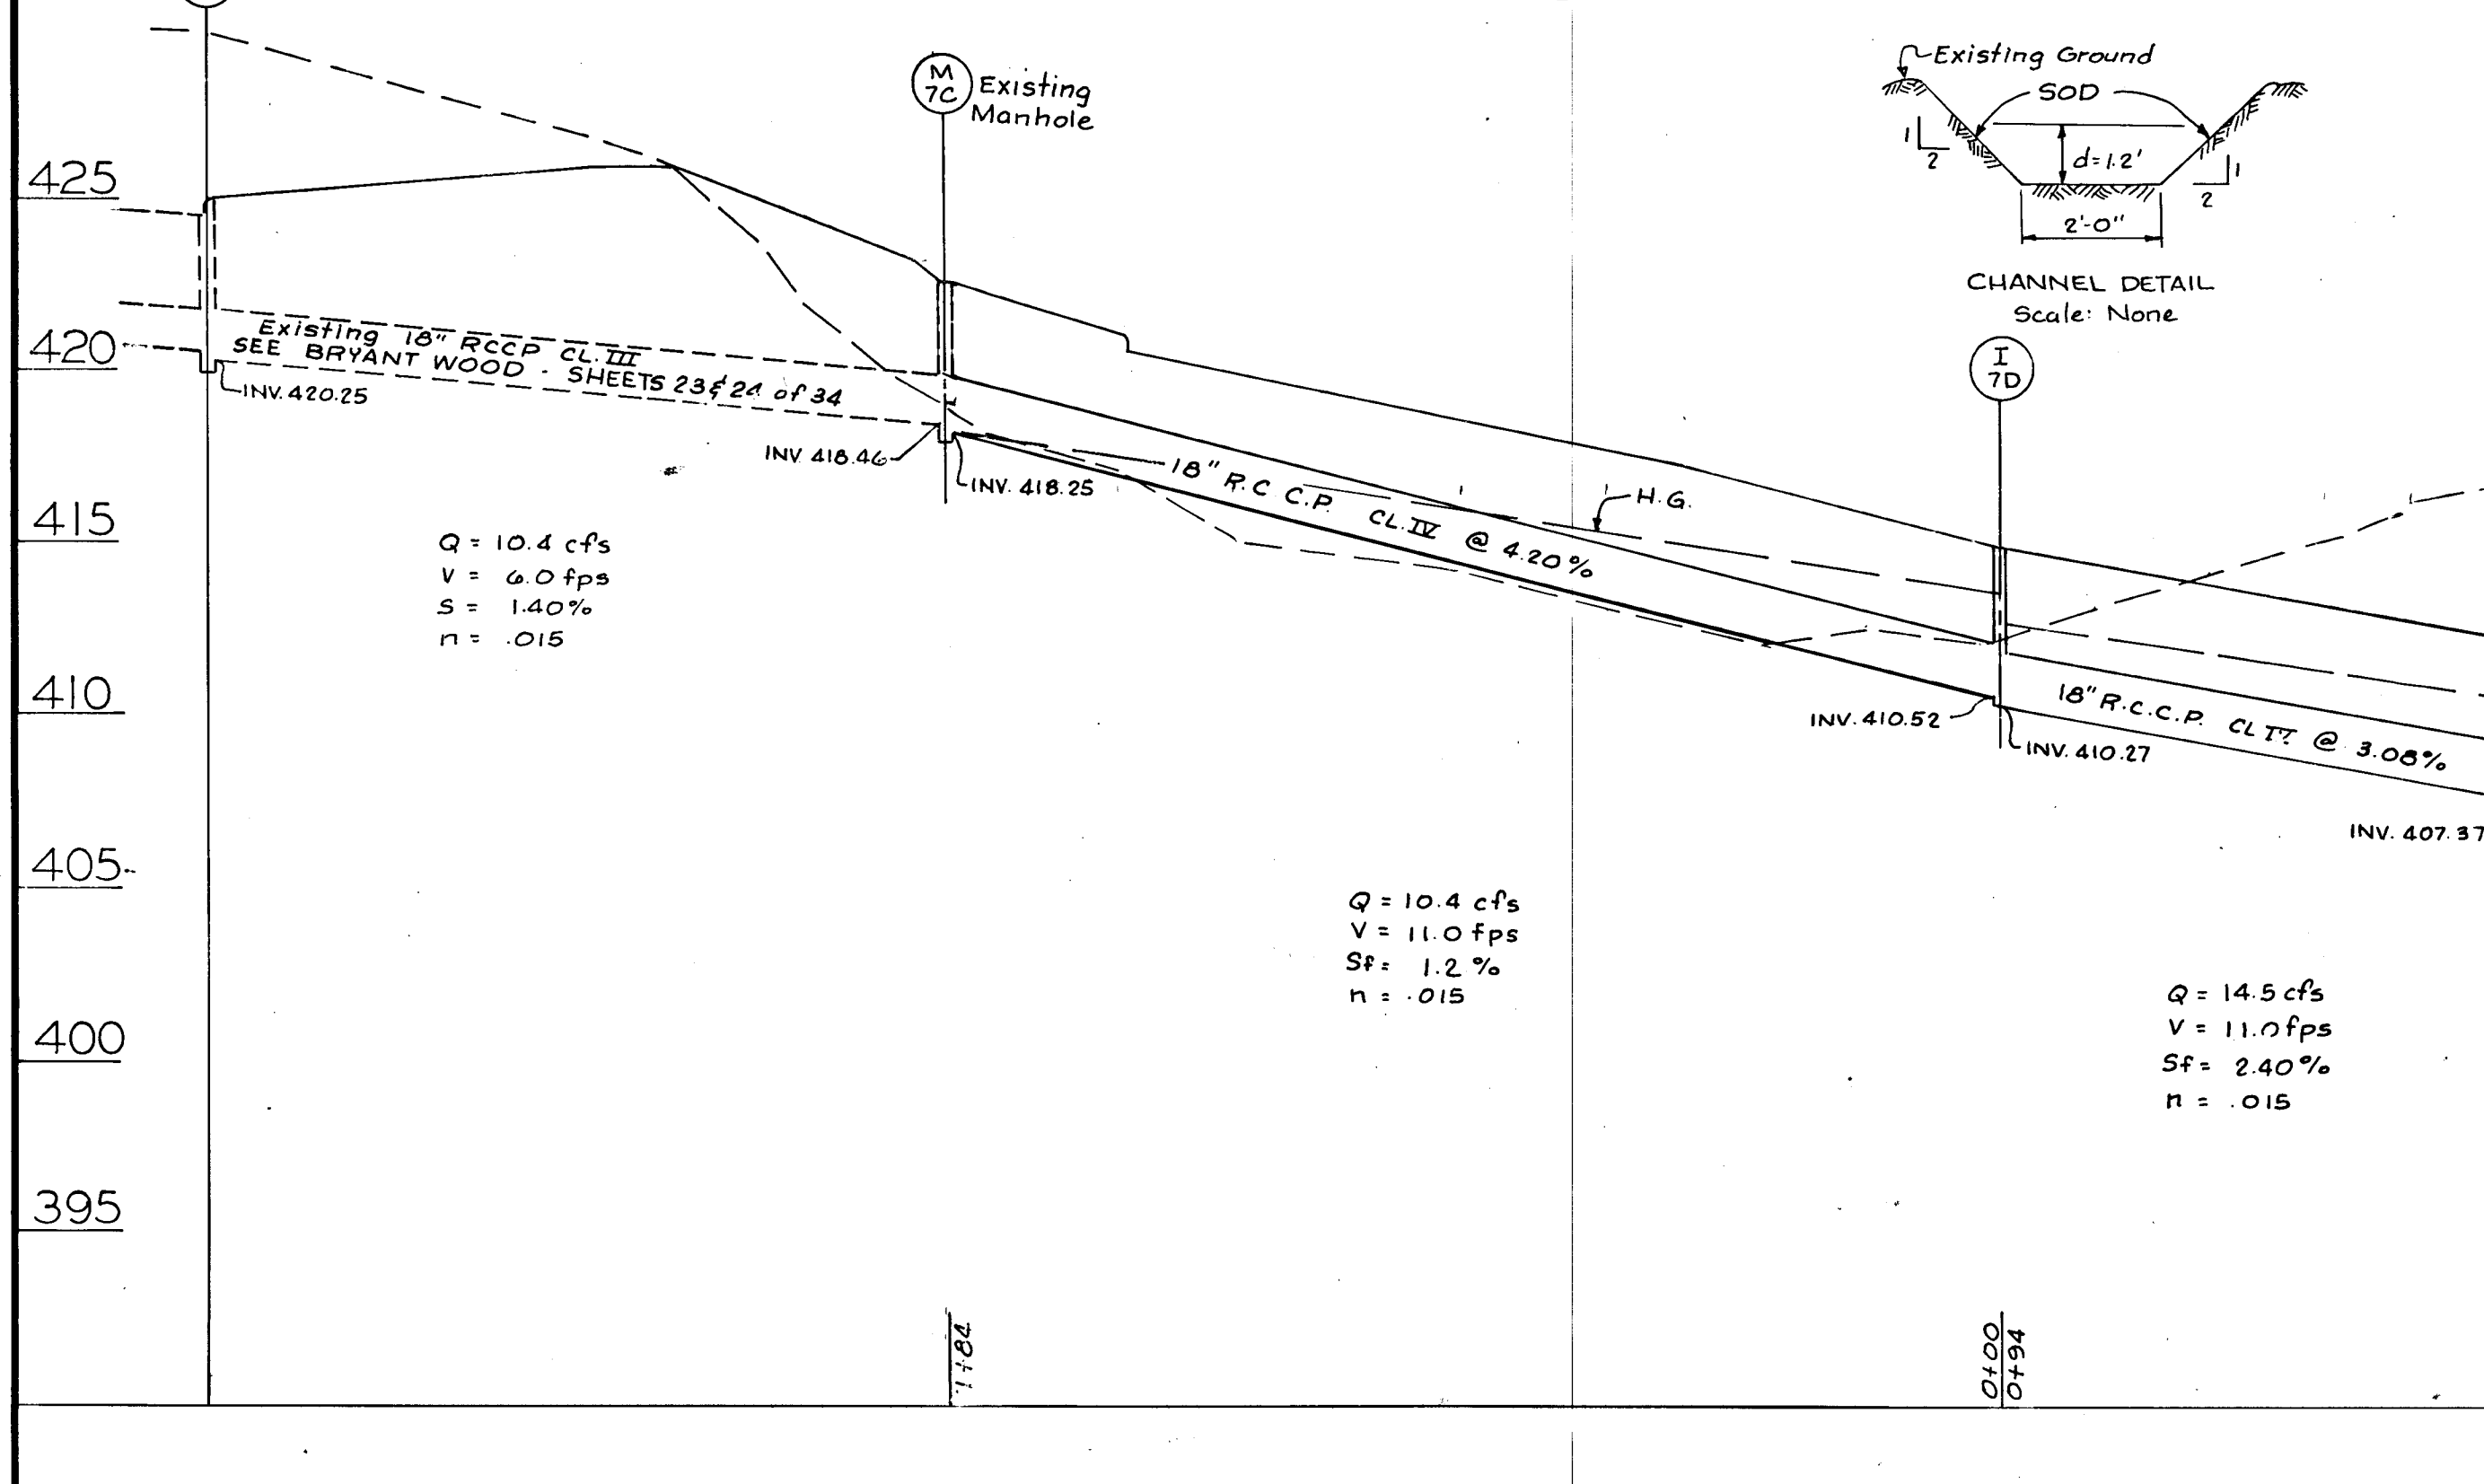 M
7C
Existing
Manhole
Existing Ground
SOD
1
2
d=1.2'
1
2
2'-0"
CHANNEL DETAIL
Scale: None
I
7D
425
420
415
410
405
400
395
Existing 18" RCCP CL. III
SEE BRYANT WOOD - SHEETS 23 & 24 of 34
INV. 420.25
INV. 418.46
INV. 418.25
18" R.C.C.P. CL. IV @ 4.20%
H.G.
INV. 410.52
INV. 410.27
18" R.C.C.P. CL @ 3.08%
INV. 407.37
Q = 10.4 cfs
V = 6.0 fps
S = 1.40%
n = .015
Q = 10.4 cfs
V = 11.0 fps
Sf = 1.2 %
n = .015
Q = 14.5 cfs
V = 11.0 fps
Sf = 2.40%
n = .015
1+84
0+00
0+94